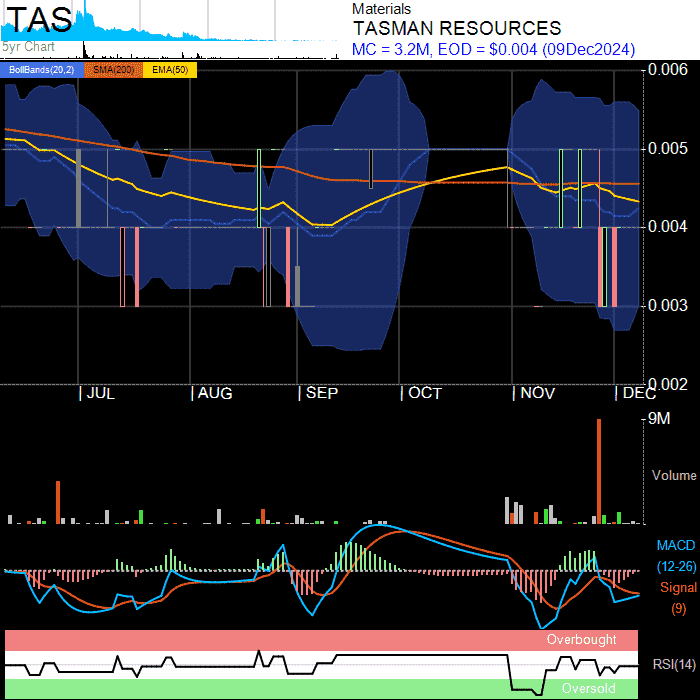 TAS
5yr Chart
Materials
TASMAN RESOURCES
MC = 3.2M, EOD = $0.004 (09Dec2024)
BollBands(20,2) SMA(200) EMA(50)
0.006
0.005
0.004
0.003
0.002
JUL AUG SEP OCT NOV DEC
9M
Volume
MACD
(12-26)
Signal
(9)
Overbought
RSI(14)
Oversold